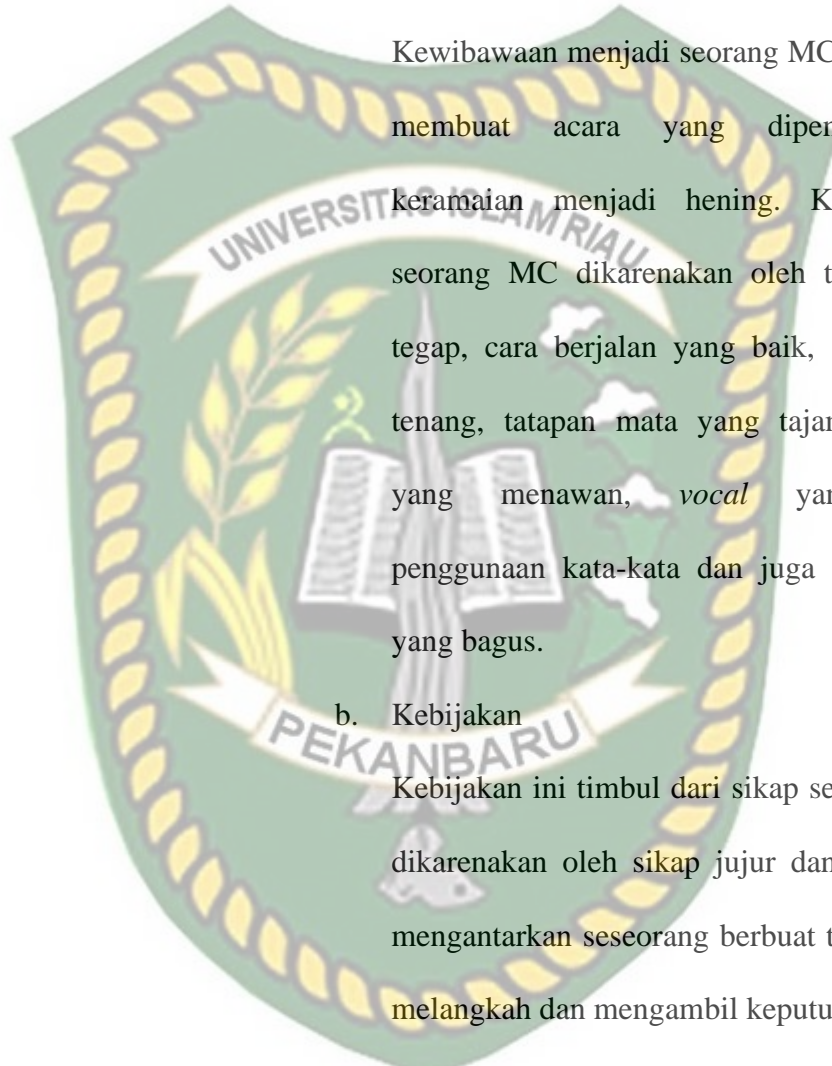 Kewibawaan menjadi seorang MC
membuat acara yang
keramaian menjadi hening.
seorang MC dikarenakan oleh
tegap, cara berjalan yang baik,
tenang, tatapan mata yang
yang menawan, vocal
penggunaan kata-kata dan juga
yang bagus.
b. Kebijakan
Kebijakan ini timbul dari sikap
dikarenakan oleh sikap jujur dan
mengantarkan seseorang berbuat
melangkah dan mengambil
UNIVERSITAS ISLAM RIAU
PEKANBARU